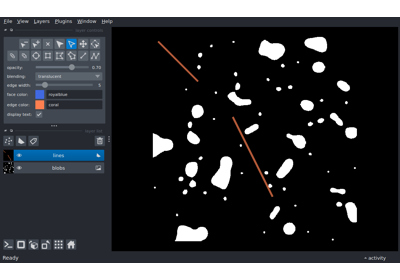 File View Layers Plugins Window Help
opacity: 0.70
blending: translucent
edge width: 5
face color: royalblue
edge color: coral
display text:
lines
blobs
Ready
activity